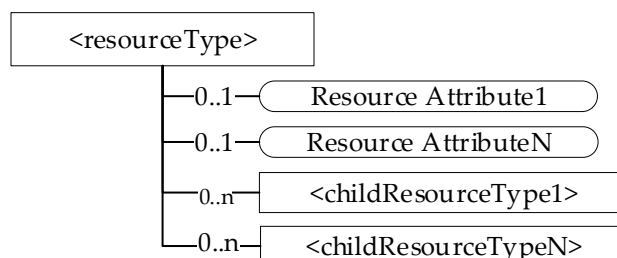 <resourceType>
0..1 Resource Attribute1
0..1 Resource AttributeN
0..n <childResourceType1>
0..n <childResourceTypeN>